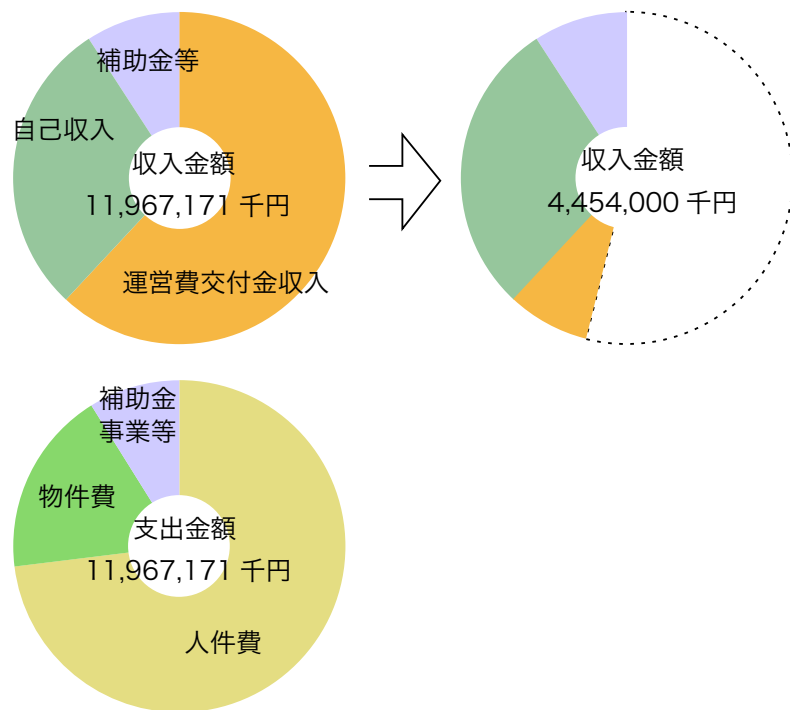 補助金等
自己収入
収入金額
11,967,171 千円
運営費交付金収入
収入金額
4,454,000 千円
補助金
事業等
物件費
支出金額
11,967,171 千円
人件費